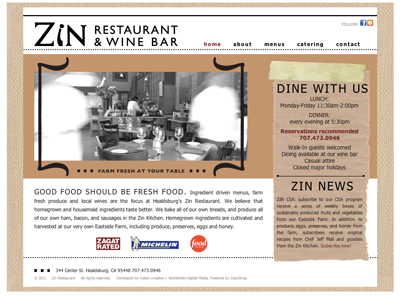 FOLLOW:
ZiN RESTAURANT & WINE BAR
home about menus catering contact
FARM FRESH AT YOUR TABLE
GOOD FOOD SHOULD BE FRESH FOOD. Ingredient driven menus, farm
fresh produce and local wines are the focus at Healdsburg's Zin Restaurant. We believe that
homegrown and housemaid ingredients taste better. We bake all of our own breads, and produce all
of our own ham, bacon, and sausages in the Zin Kitchen. Homegrown ingredients are cultivated and
harvested at our very own Eastside Farm, including produce, preserves, eggs and honey.
ZAGAT RATED
MICHELIN
food
DINE WITH US
LUNCH:
Monday-Friday 11:30am-2:00pm
DINNER:
every evening at 5:30pm
Reservations recommended
707.473.0946
Walk-In guests welcomed
Dining available at our wine bar
Casual attire
Closed major holidays
ZIN NEWS
ZIN CSA: subscribe to our CSA program
receive a series of weekly boxes of
sustainably produced fruits and vegetables
from our Eastside Farm. In addition to
produce, eggs, preserves, and honey from
the farm, subscribers receive original
recipes from Chef Jeff Mall and goodies
from the Zin Kitchen. Subscribe now!
344 Center St. Healdsburg, CA 95448 707.473.0946
© 2011 Zin Restaurant All rights reserved